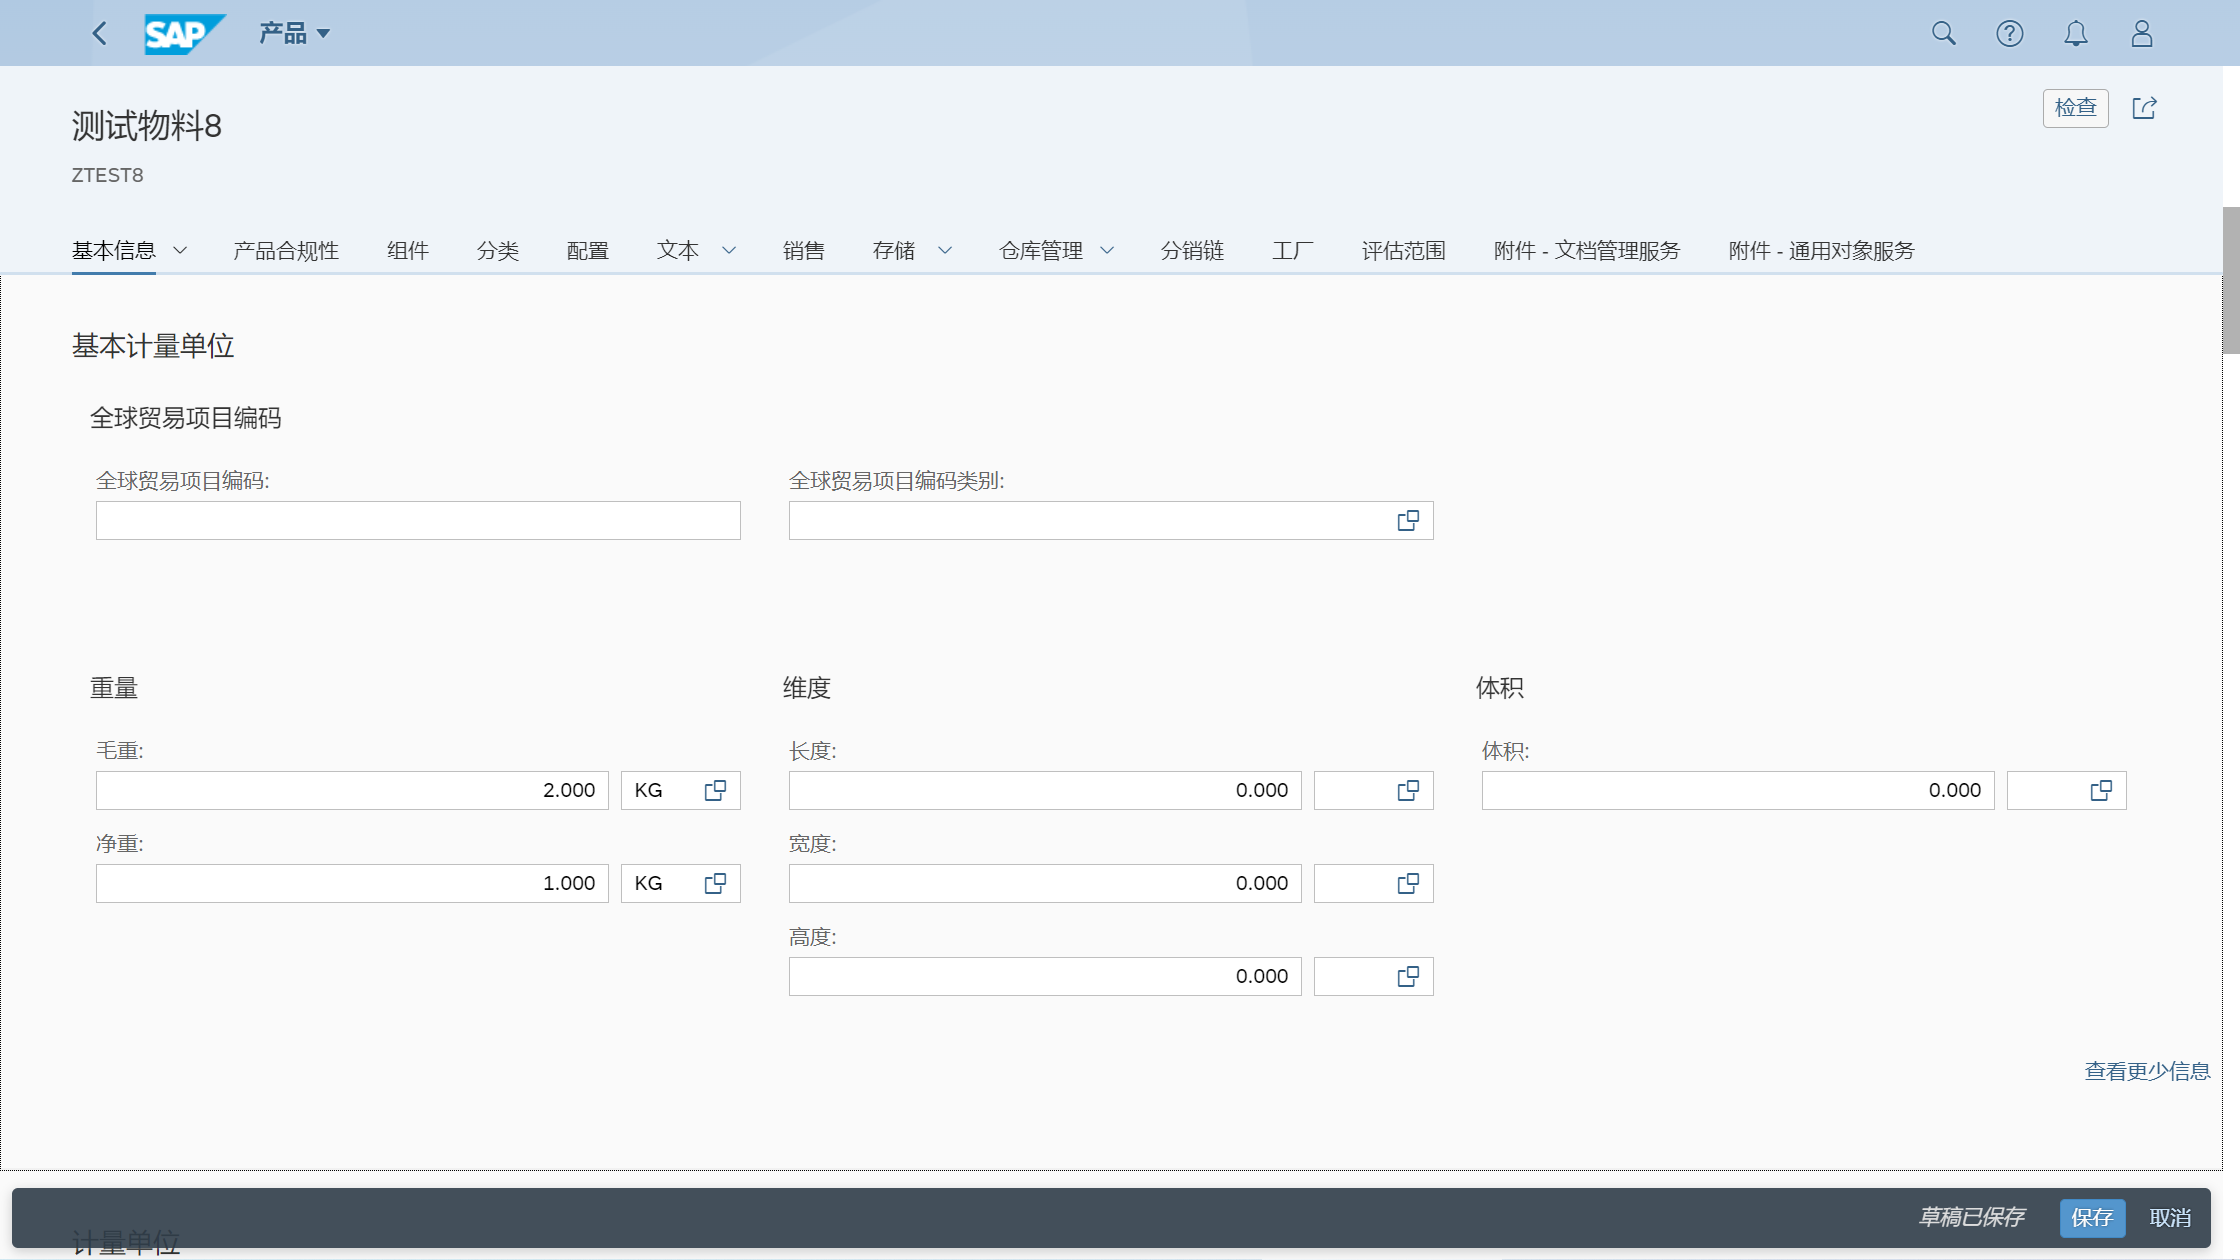 SAP 产品
测试物料8
检查
ZTEST8
基本信息 产品合规性 组件 分类 配置 文本 销售 存储 仓库管理 分销链 工厂 评估范围 附件 - 文档管理服务 附件 - 通用对象服务
基本计量单位
全球贸易项目编码
全球贸易项目编码: 全球贸易项目编码类别:
重量 维度 体积
毛重: 长度: 体积:
2.000 KG 0.000 0.000
净重: 宽度:
1.000 KG 0.000
高度:
0.000
查看更少信息
草稿已保存 保存 取消
计量单位